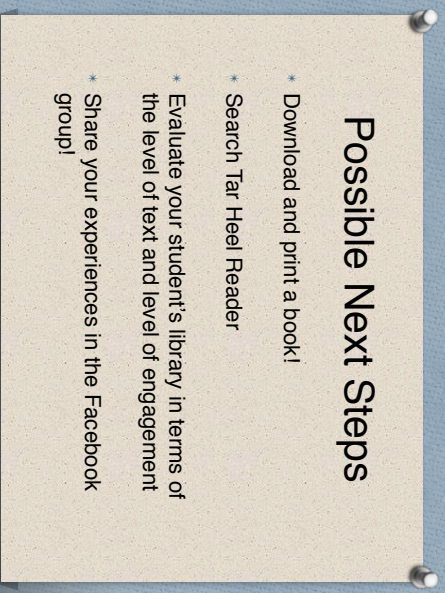 Possible Next Steps
* Download and print a book!
* Search Tar Heel Reader
* Evaluate your student's library in terms of
the level of text and level of engagement
* Share your experiences in the Facebook
group!